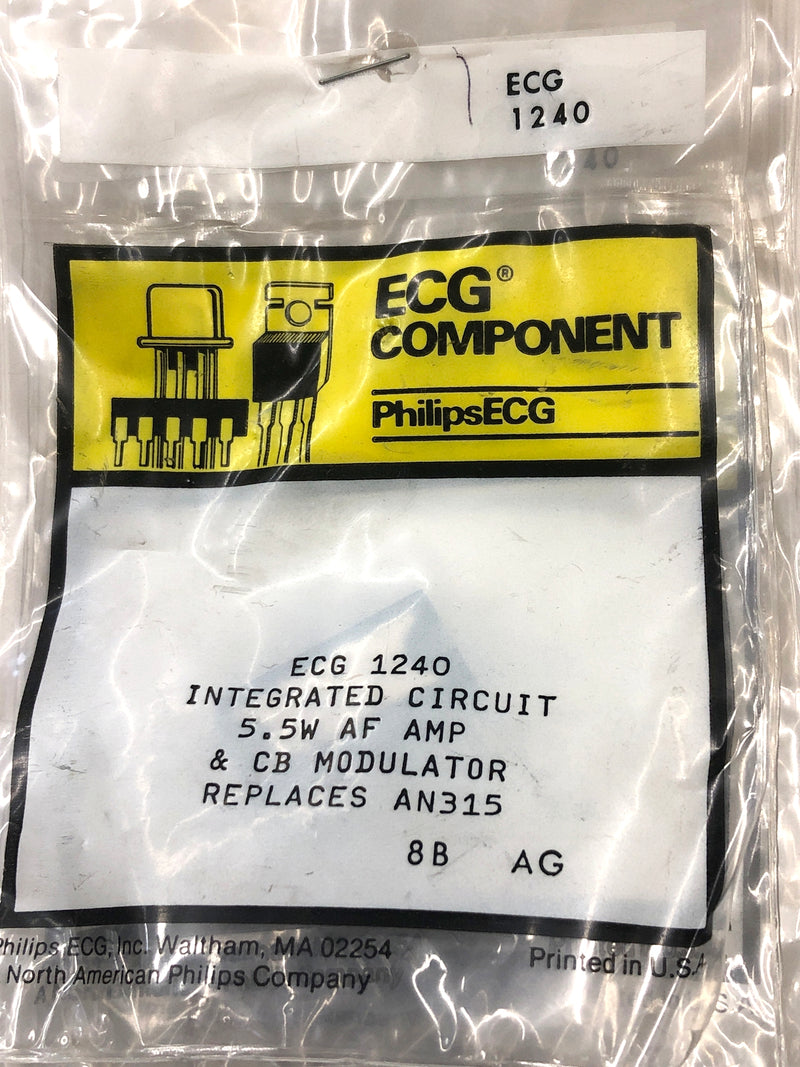 ECG
1240
ECG®
COMPONENT
PhilipsECG
ECG 1240
INTEGRATED CIRCUIT
5.5W AF AMP
& CB MODULATOR
REPLACES AN315
8B AG
Philips ECG, Inc. Waltham, MA 02254
North American Philips Company
Printed in U.S.A